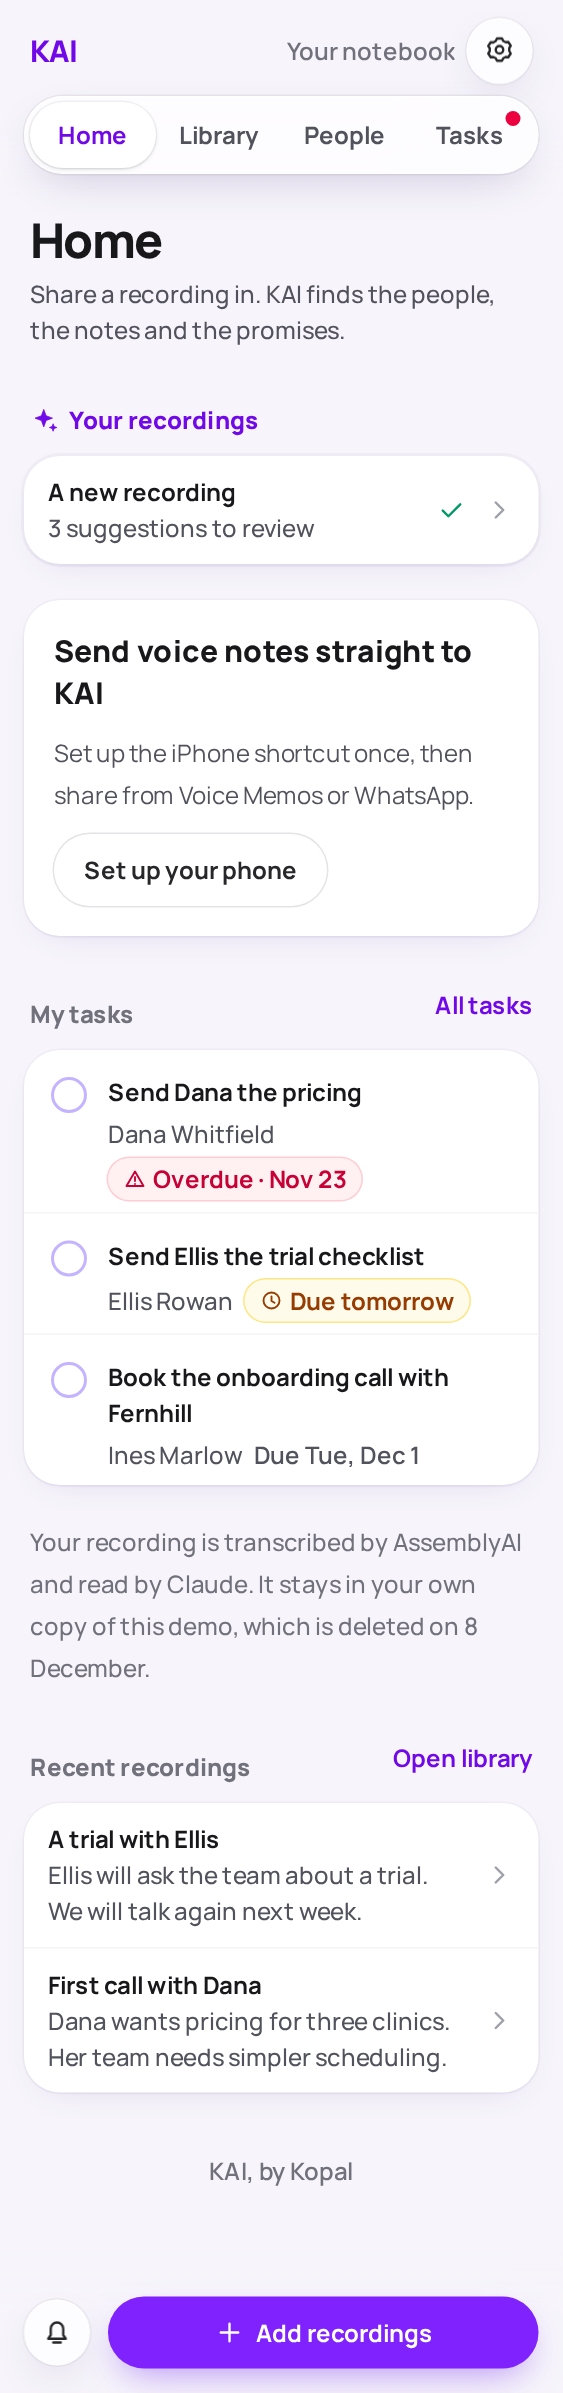 KAI
Your notebook
Home
Library
People
Tasks
Home
Share a recording in. KAI finds the people,
the notes and the promises.
Your recordings
A new recording
3 suggestions to review
Send voice notes straight to
KAI
Set up the iPhone shortcut once, then
share from Voice Memos or WhatsApp.
Set up your phone
My tasks
All tasks
Send Dana the pricing
Dana Whitfield
Overdue · Nov 23
Send Ellis the trial checklist
Ellis Rowan
Due tomorrow
Book the onboarding call with
Fernhill
Ines Marlow Due Tue, Dec 1
Your recording is transcribed by AssemblyAI
and read by Claude. It stays in your own
copy of this demo, which is deleted on 8
December.
Recent recordings
Open library
A trial with Ellis
Ellis will ask the team about a trial.
We will talk again next week.
First call with Dana
Dana wants pricing for three clinics.
Her team needs simpler scheduling.
KAI, by Kopal
Add recordings